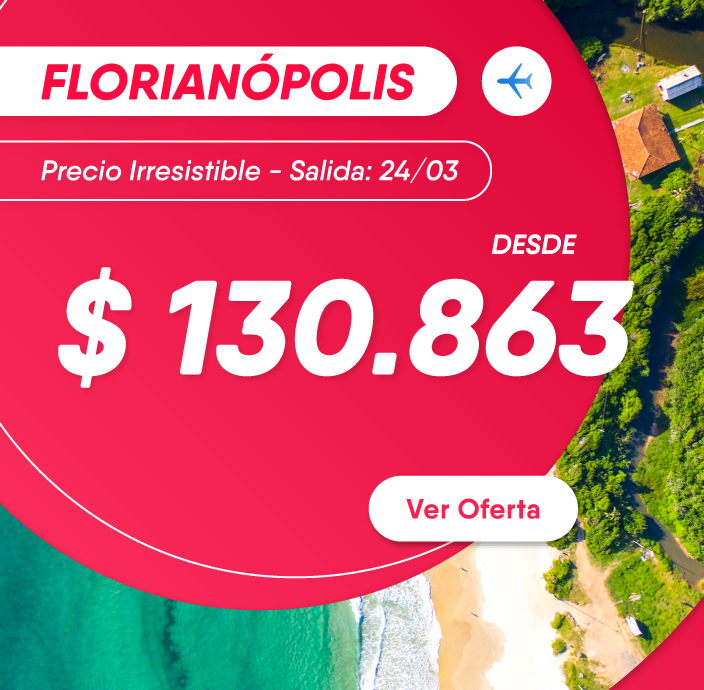 FLORIANÓPOLIS
Precio Irresistible - Salida: 24/03
DESDE
$ 130.863
Ver Oferta